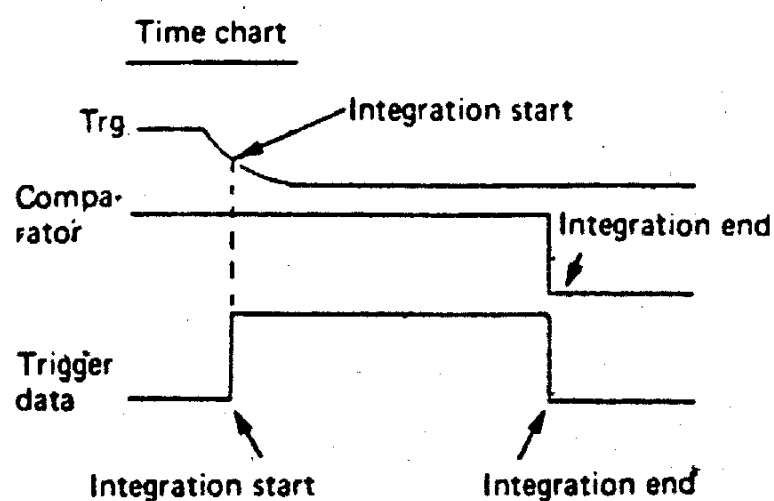 Time chart
Trg
Integration start
Compa-
rator
Integration end
Trigger
data
Integration start
Integration end